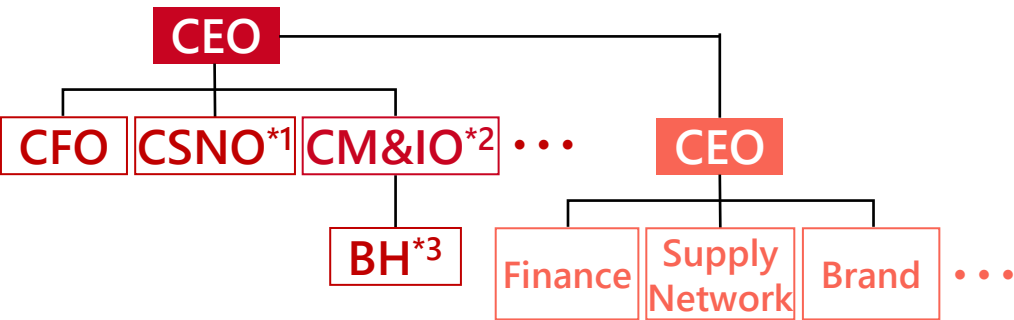 CEO
CFO
CSNO*1
CM&IO*2
•••
CEO
BH*3
Finance
Supply
Network
Brand
•••